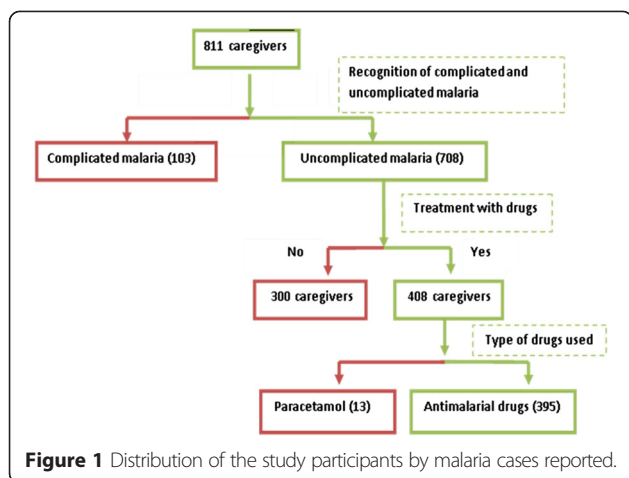 811 caregivers
Recognition of complicated and
uncomplicated malaria
Complicated malaria (103)
Uncomplicated malaria (708)
Treatment with drugs
No
Yes
300 caregivers
408 caregivers
Type of drugs used
Paracetamol (13)
Antimalarial drugs (395)
Figure 1 Distribution of the study participants by malaria cases reported.